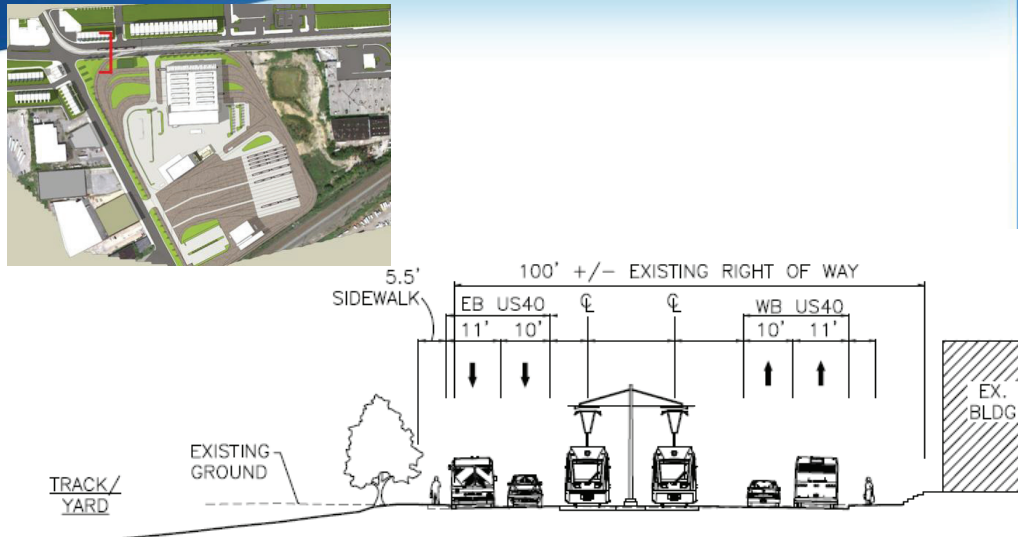 100' +/- EXISTING RIGHT OF WAY
5.5'
SIDEWALK
EB US40
℄
℄
WB US40
11'
10'
10'
11'
EX.
BLDG
EXISTING
GROUND
TRACK/
YARD